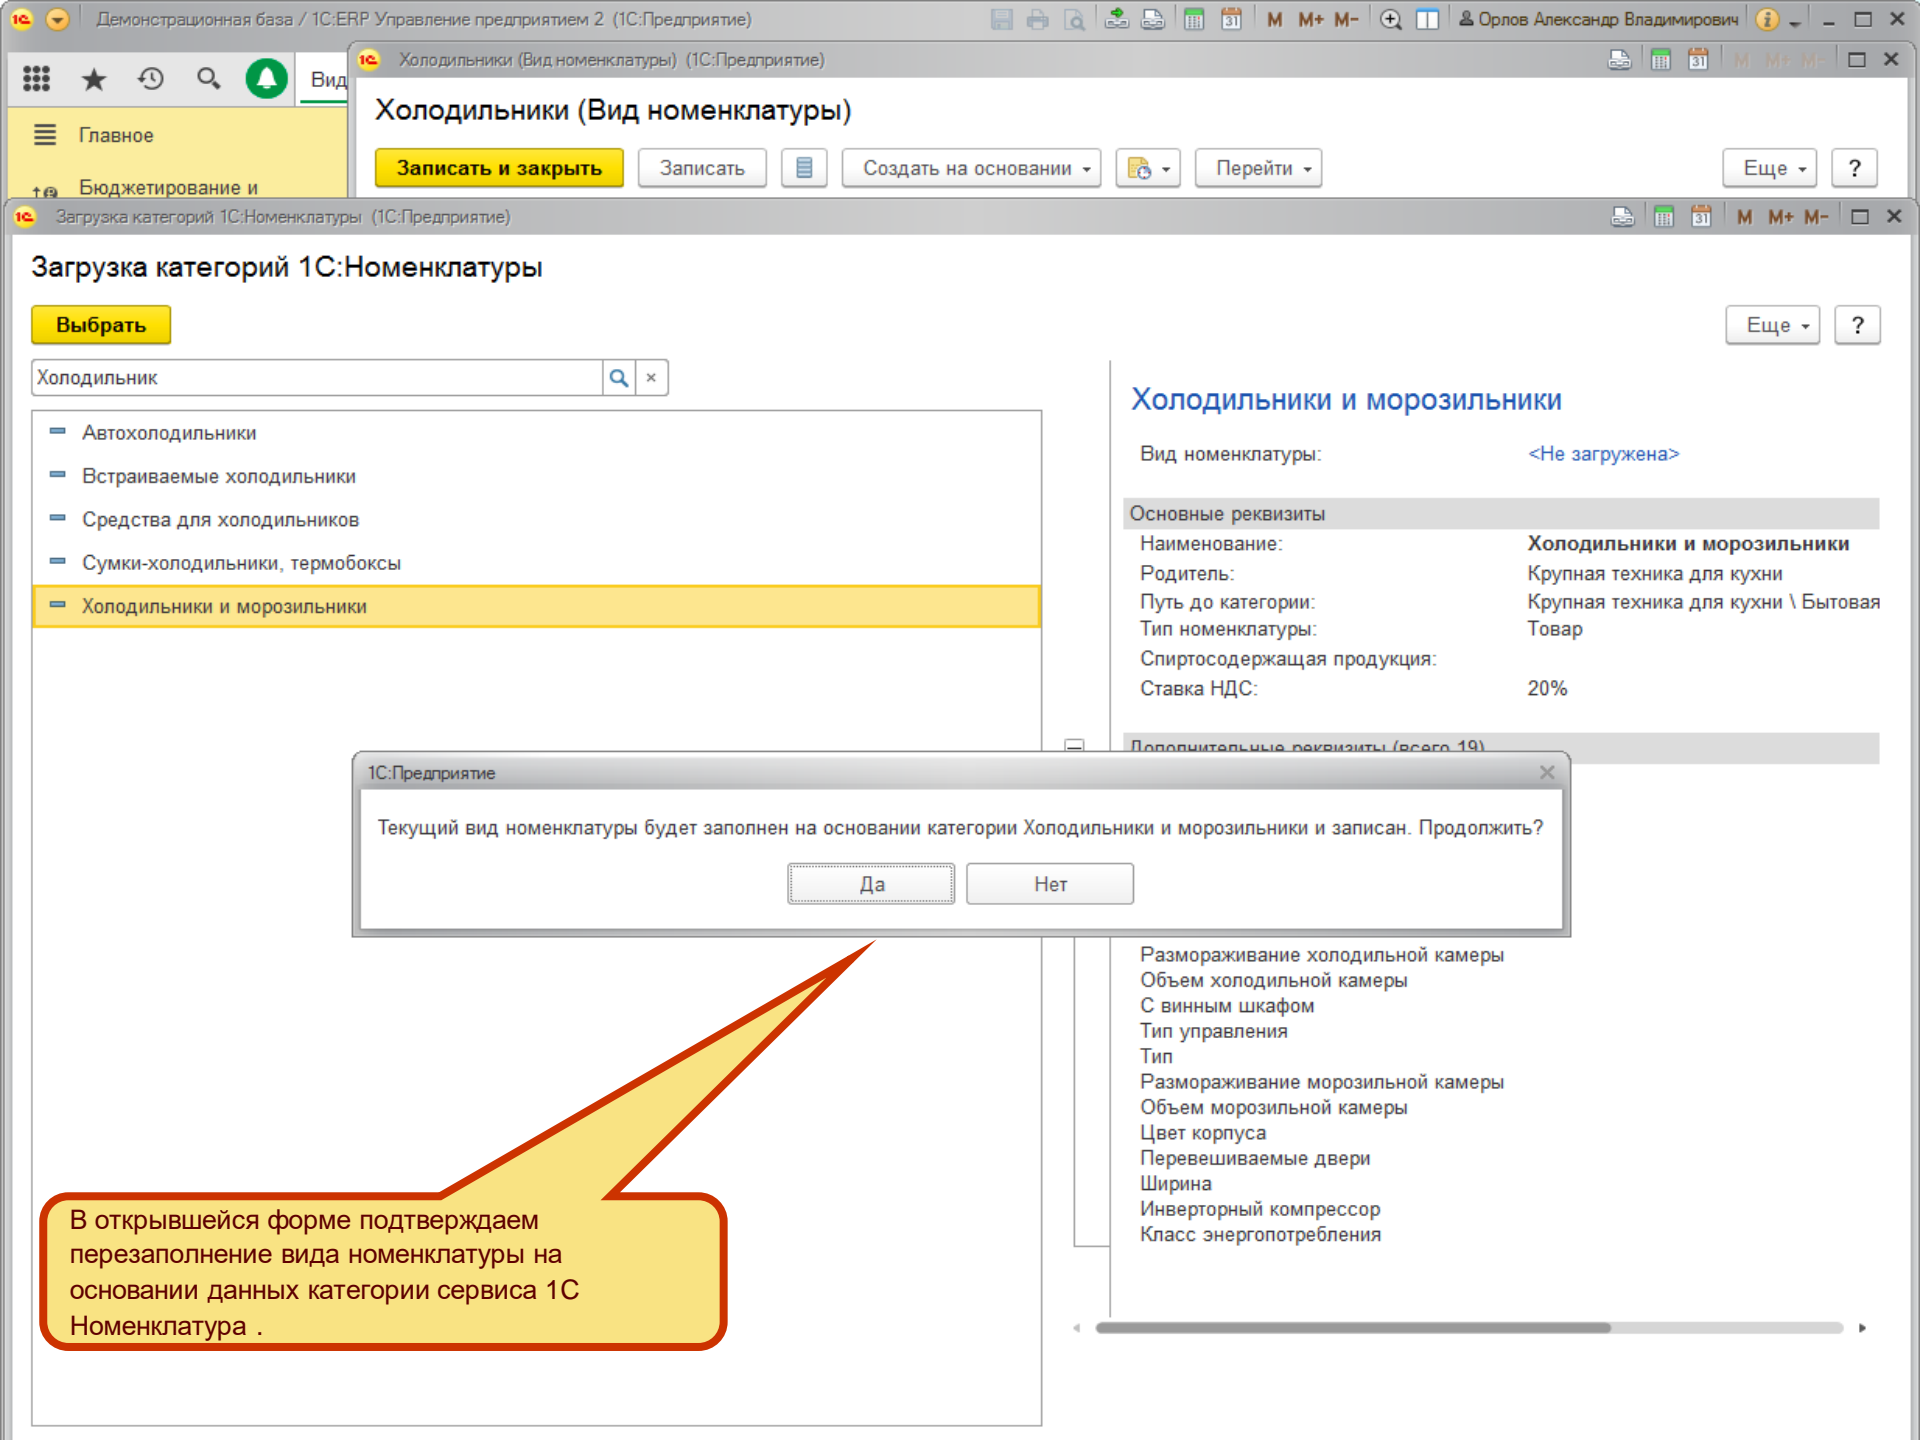 Демонстрационная база / 1С:ERP Управление предприятием 2 (1С:Предприятие)
M M+ M-
Орлов Александр Владимирович
Вид
Холодильники (Вид номенклатуры) (1С:Предприятие)
M M+ M-
Холодильники (Вид номенклатуры)
Главное
Записать и закрыть
Записать
Создать на основании
Перейти
Еще
?
Бюджетирование и
Загрузка категорий 1С:Номенклатуры (1С:Предприятие)
M M+ M-
Загрузка категорий 1С:Номенклатуры
Выбрать
Еще
?
Холодильник
Автохолодильники
Встраиваемые холодильники
Средства для холодильников
Сумки-холодильники, термобоксы
Холодильники и морозильники
Холодильники и морозильники
Вид номенклатуры: <Не загружена>
Основные реквизиты
Наименование: Холодильники и морозильники
Родитель: Крупная техника для кухни
Путь до категории: Крупная техника для кухни \ Бытовая
Тип номенклатуры: Товар
Спиртосодержащая продукция:
Ставка НДС: 20%
Дополнительные реквизиты (всего 19)
1С:Предприятие
Текущий вид номенклатуры будет заполнен на основании категории Холодильники и морозильники и записан. Продолжить?
Да
Нет
Размораживание холодильной камеры
Объем холодильной камеры
С винным шкафом
Тип управления
Тип
Размораживание морозильной камеры
Объем морозильной камеры
Цвет корпуса
Перевешиваемые двери
Ширина
Инверторный компрессор
Класс энергопотребления
В открывшейся форме подтверждаем
перезаполнение вида номенклатуры на
основании данных категории сервиса 1С
Номенклатура .